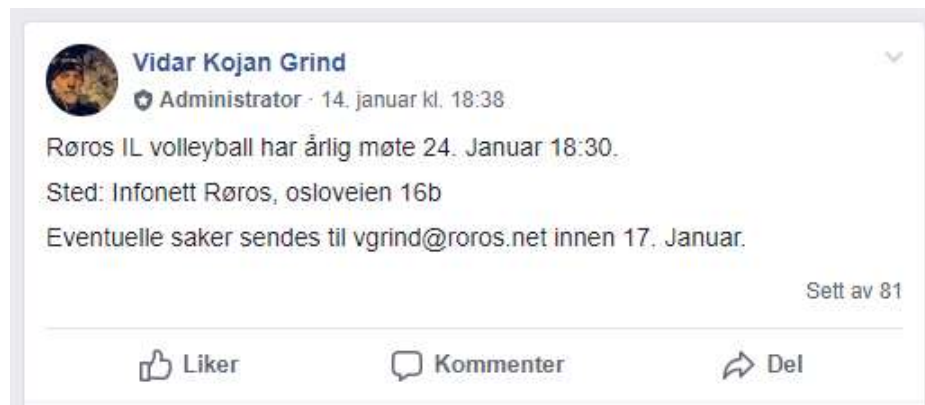 Vidar Kojan Grind
Administrator · 14. januar kl. 18:38
Røros IL volleyball har årlig møte 24. Januar 18:30.
Sted: Infonett Røros, osloveien 16b
Eventuelle saker sendes til vgrind@roros.net innen 17. Januar.
Sett av 81
Liker Kommenter Del